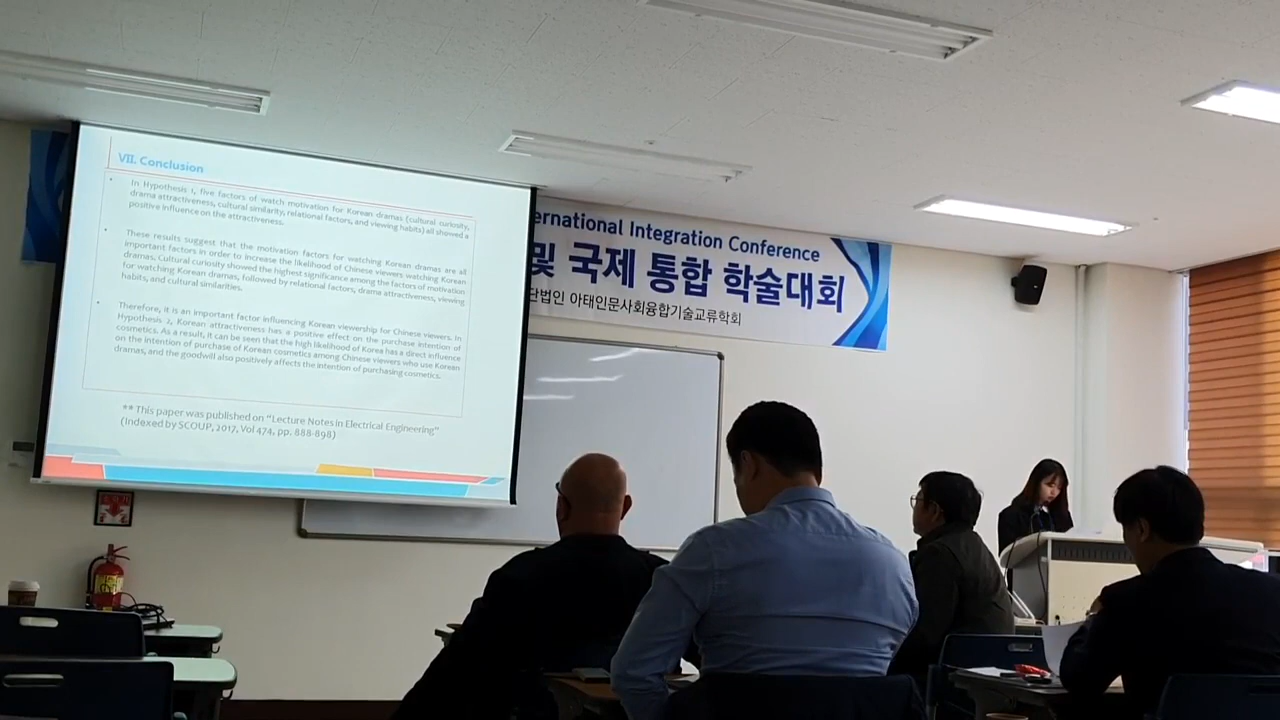 VII. Conclusion
In Hypothesis 1, five factors of watch motivation for Korean dramas (cultural curiosity,
drama attractiveness, cultural similarity, relational factors, and viewing habits) all showed a
positive influence on the attractiveness.
These results suggest that the motivation factors for watching Korean dramas are all
important factors in order to increase the likelihood of Chinese viewers watching Korean
dramas. Cultural curiosity showed the highest significance among the factors of motivation
for watching Korean dramas, followed by relational factors, drama attractiveness, viewing
habits, and cultural similarities.
Therefore, it is an important factor influencing Korean viewership for Chinese viewers. In
Hypothesis 2, Korean attractiveness has a positive effect on the purchase intention of
cosmetics. As a result, it can be seen that the high likelihood of Korea has a direct influence
on the intention of purchase of Korean cosmetics among Chinese viewers who use Korean
dramas, and the goodwill also positively affects the intention of purchasing cosmetics.
** This paper was published on "Lecture Notes in Electrical Engineering"
(Indexed by SCOUP, 2017, Vol 474, pp. 888-898)
ernational Integration Conference
및 국제 통합 학술대회
단법인 아태인문사회융합기술교류학회
소화기